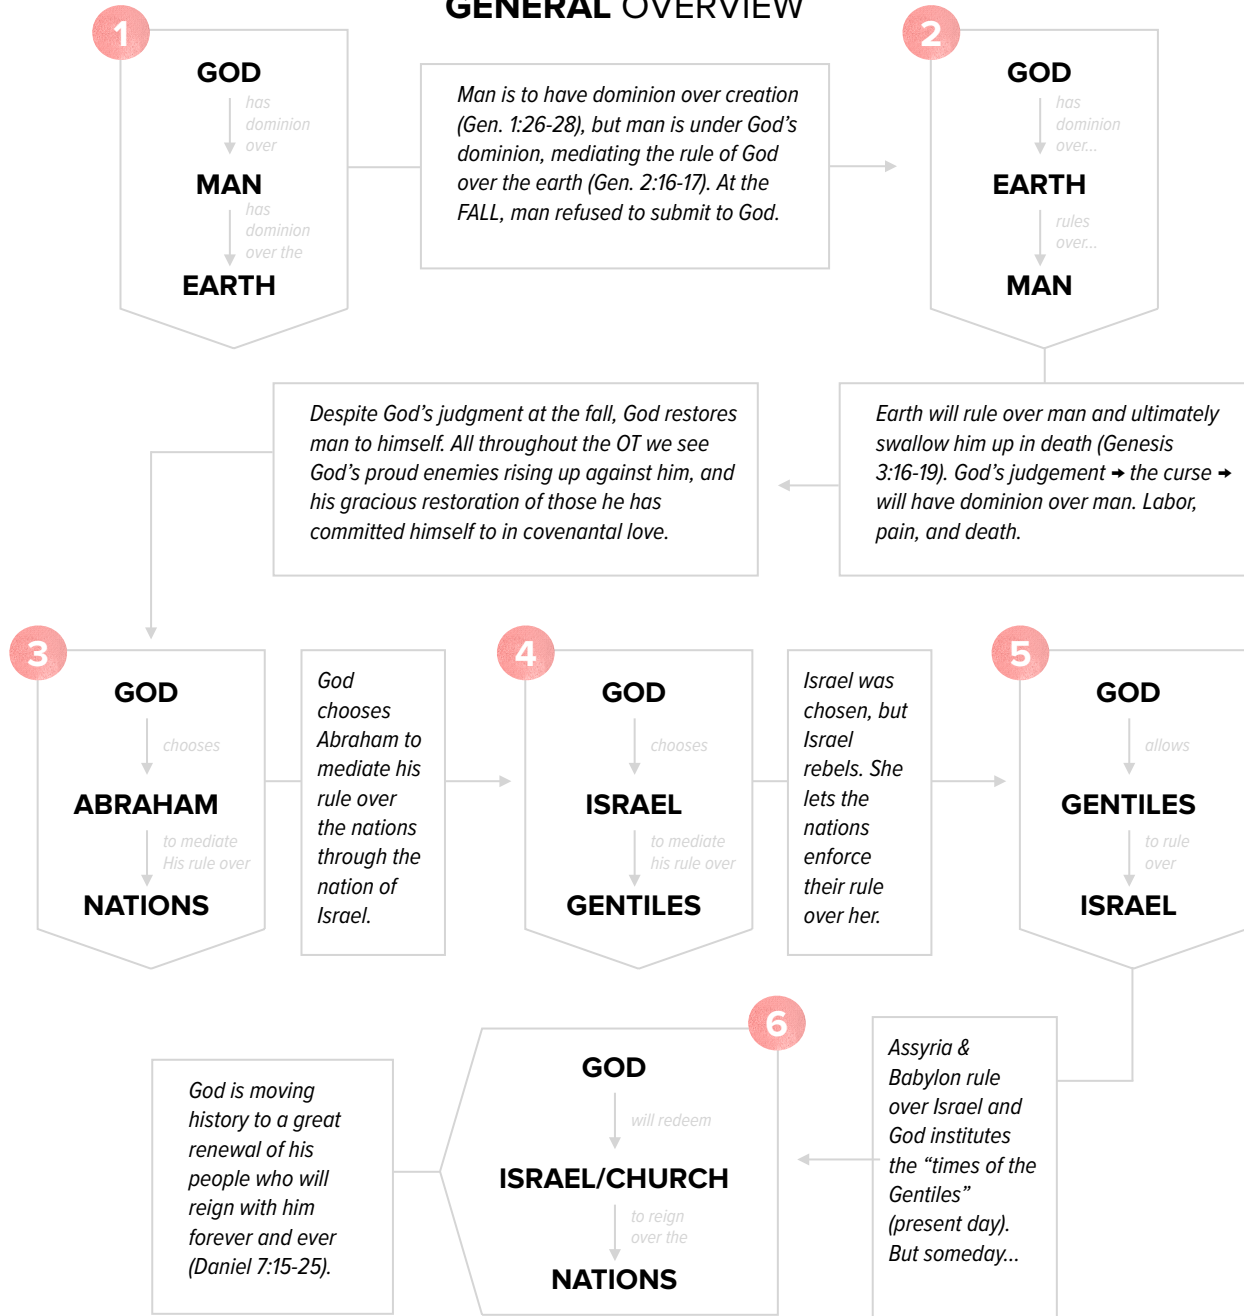 GENERAL OVERVIEW
1
GOD
has
dominion
over
MAN
has
dominion
over the
EARTH
Man is to have dominion over creation
(Gen. 1:26-28), but man is under God’s
dominion, mediating the rule of God
over the earth (Gen. 2:16-17). At the
FALL, man refused to submit to God.
2
GOD
has
dominion
over...
EARTH
rules
over...
MAN
Earth will rule over man and ultimately
swallow him up in death (Genesis
3:16-19). God’s judgement → the curse →
will have dominion over man. Labor,
pain, and death.
Despite God’s judgment at the fall, God restores
man to himself. All throughout the OT we see
God’s proud enemies rising up against him, and
his gracious restoration of those he has
committed himself to in covenantal love.
3
GOD
chooses
ABRAHAM
to mediate
His rule over
NATIONS
God
chooses
Abraham to
mediate his
rule over
the nations
through the
nation of
Israel.
4
GOD
chooses
ISRAEL
to mediate
his rule over
GENTILES
Israel was
chosen, but
Israel
rebels. She
lets the
nations
enforce
their rule
over her.
5
GOD
allows
GENTILES
to rule
over
ISRAEL
Assyria &
Babylon rule
over Israel and
God institutes
the “times of the
Gentiles”
(present day).
But someday...
6
GOD
will redeem
ISRAEL/CHURCH
to reign
over the
NATIONS
God is moving
history to a great
renewal of his
people who will
reign with him
forever and ever
(Daniel 7:15-25).